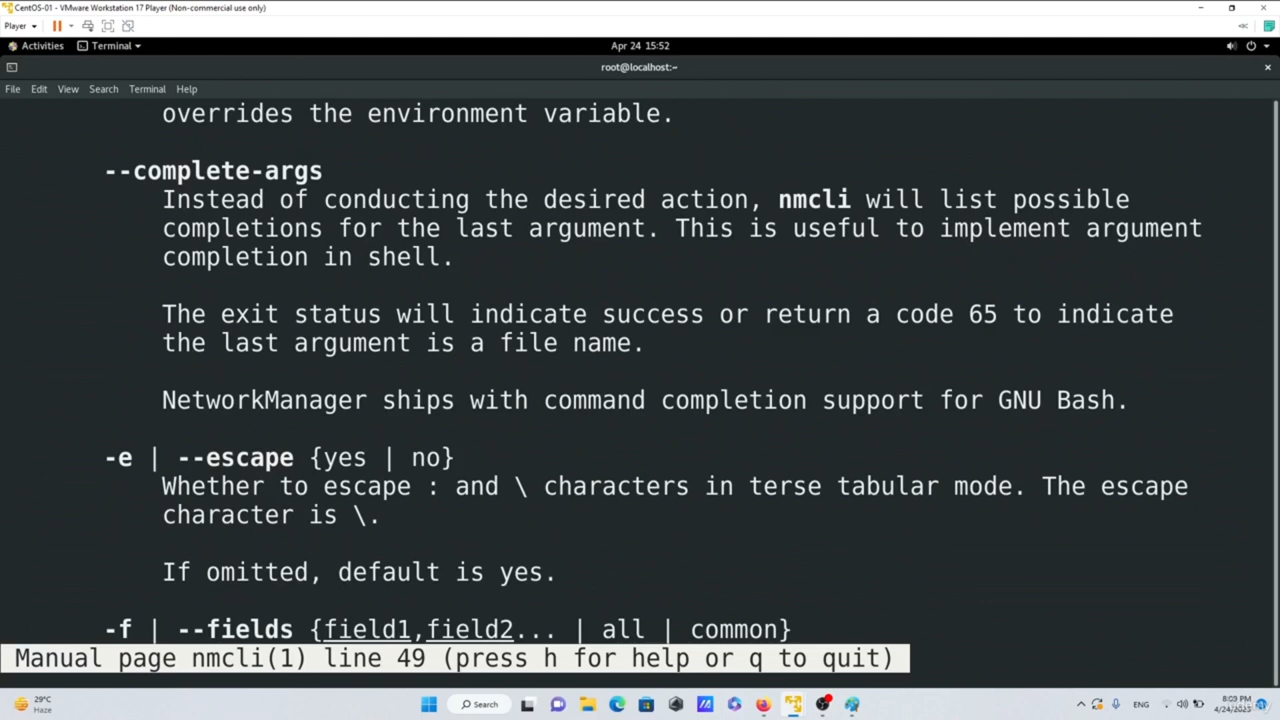 CentOS-01 - VMware Workstation 17 Player (Non-commercial use only)
Player
Activities
Terminal
Apr 24 15:52
root@localhost:~
File Edit View Search Terminal Help
overrides the environment variable.
--complete-args
Instead of conducting the desired action, nmcli will list possible
completions for the last argument. This is useful to implement argument
completion in shell.
The exit status will indicate success or return a code 65 to indicate
the last argument is a file name.
NetworkManager ships with command completion support for GNU Bash.
-e | --escape {yes | no}
Whether to escape : and \ characters in terse tabular mode. The escape
character is \.
If omitted, default is yes.
-f | --fields {field1,field2... | all | common}
Manual page nmcli(1) line 49 (press h for help or q to quit)
29°C
Haze
Search
ENG
8:03 PM
4/24/2023